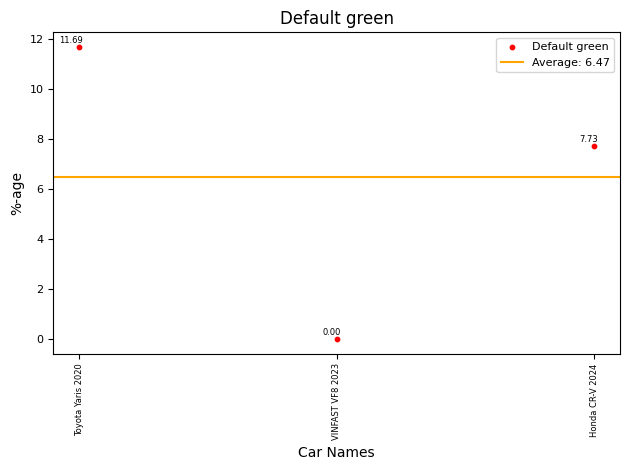 Default green
11.69
Default green
Average: 6.47
12
10
8
6
4
2
0
%-age
7.73
0.00
Toyota Yaris 2020
VINFAST VF8 2023
Honda CR-V 2024
Car Names